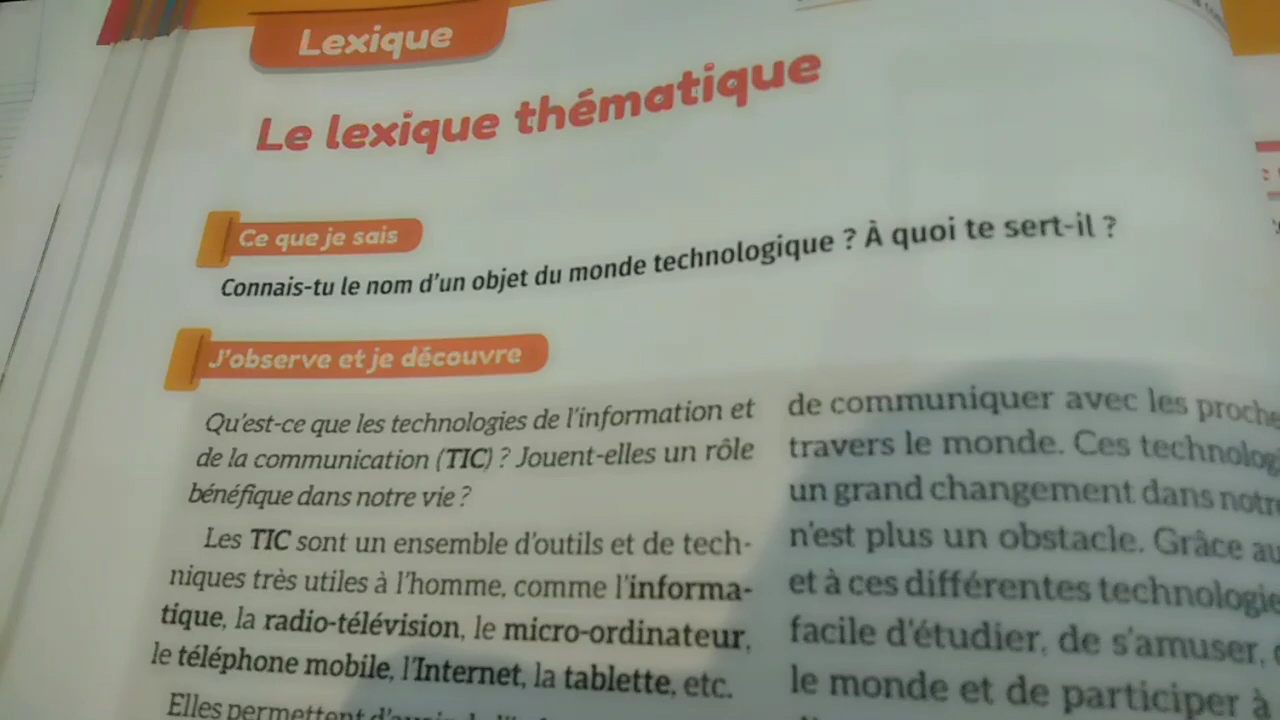 Lexique
Le lexique thématique
Ce que je sais
Connais-tu le nom d'un objet du monde technologique ? À quoi te sert-il ?
J'observe et je découvre
Qu'est-ce que les technologies de l'information et
de la communication (TIC) ? Jouent-elles un rôle
bénéfique dans notre vie ?
Les TIC sont un ensemble d'outils et de tech-
niques très utiles à l'homme, comme l'informa-
tique, la radio-télévision, le micro-ordinateur,
le téléphone mobile, l'Internet, la tablette, etc.
Elles permettent
de communiquer avec les
travers le monde. Ces
un grand changement dans
n'est plus un obstacle. Grâce
et à ces différentes
facile d'étudier, de s'amuser,
le monde et de participer à